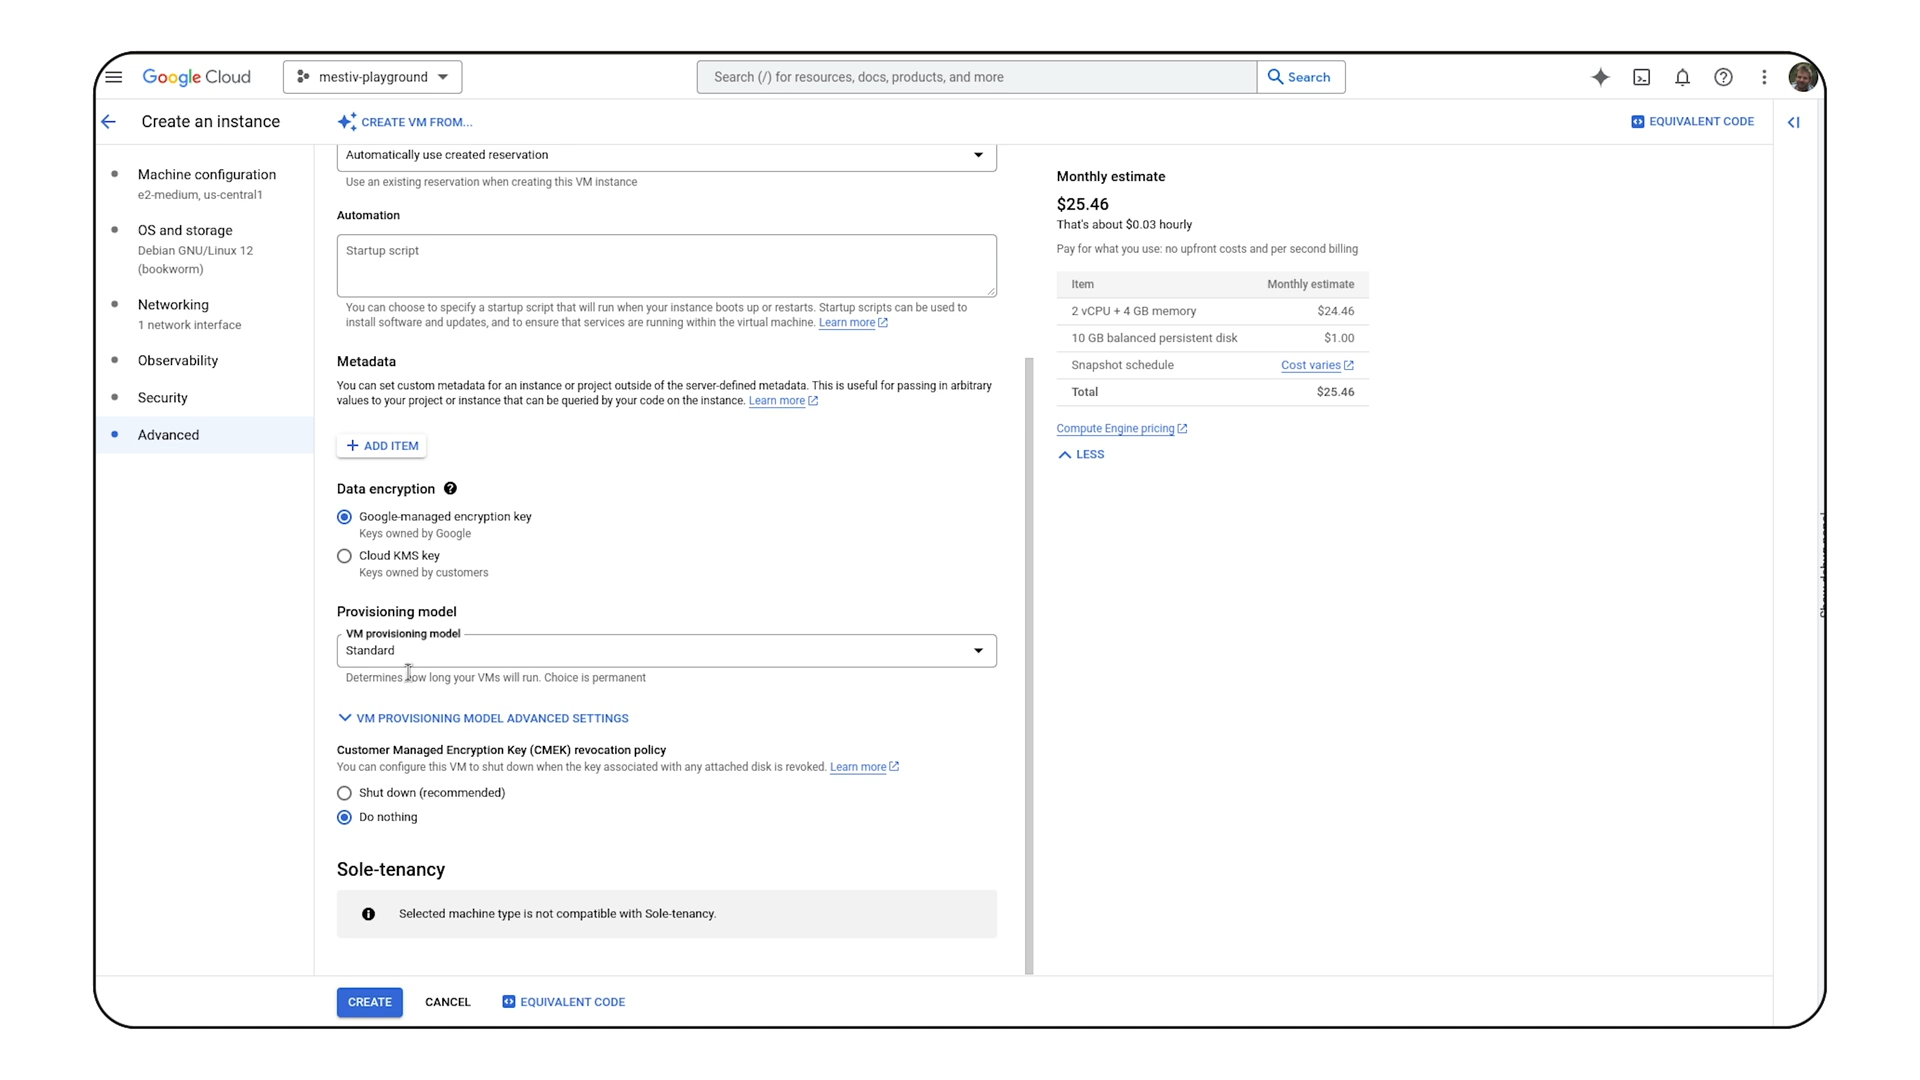 Google Cloud
mestiv-playground
Search (/) for resources, docs, products, and more
Search
Create an instance
CREATE VM FROM...
EQUIVALENT CODE
Machine configuration
e2-medium, us-central1
OS and storage
Debian GNU/Linux 12
(bookworm)
Networking
1 network interface
Observability
Security
Advanced
Automatically use created reservation
Use an existing reservation when creating this VM instance
Automation
Startup script
You can choose to specify a startup script that will run when your instance boots up or restarts. Startup scripts can be used to
install software and updates, and to ensure that services are running within the virtual machine. Learn more
Metadata
You can set custom metadata for an instance or project outside of the server-defined metadata. This is useful for passing in arbitrary
values to your project or instance that can be queried by your code on the instance. Learn more
ADD ITEM
Data encryption
Google-managed encryption key
Keys owned by Google
Cloud KMS key
Keys owned by customers
Provisioning model
VM provisioning model
Standard
Determines how long your VMs will run. Choice is permanent
VM PROVISIONING MODEL ADVANCED SETTINGS
Customer Managed Encryption Key (CMEK) revocation policy
You can configure this VM to shut down when the key associated with any attached disk is revoked. Learn more
Shut down (recommended)
Do nothing
Sole-tenancy
Selected machine type is not compatible with Sole-tenancy.
CREATE
CANCEL
EQUIVALENT CODE
Monthly estimate
$25.46
That's about $0.03 hourly
Pay for what you use: no upfront costs and per second billing
Item Monthly estimate
2 vCPU + 4 GB memory $24.46
10 GB balanced persistent disk $1.00
Snapshot schedule Cost varies
Total $25.46
Compute Engine pricing
LESS